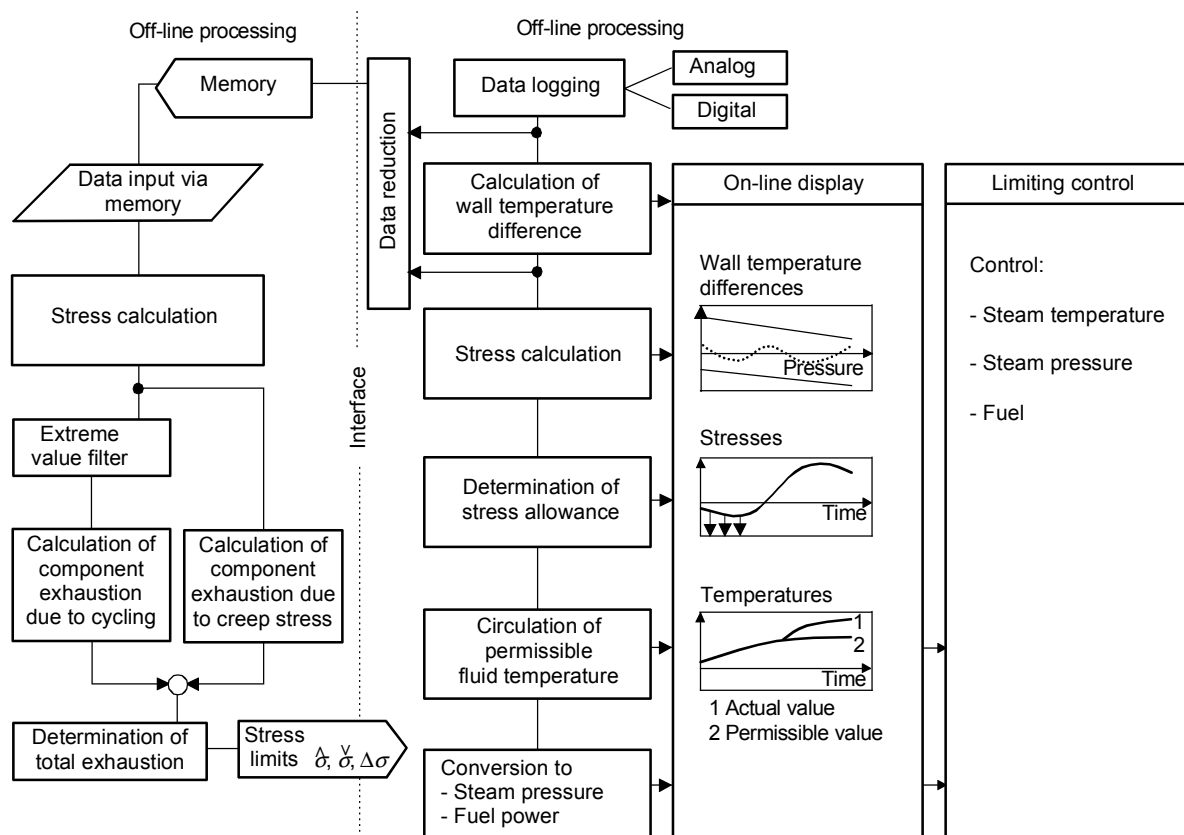 Off-line processing
Memory
Data input via
memory
Stress calculation
Extreme
value filter
Calculation of
component
exhaustion
due to cycling
Calculation of
component
exhaustion due
to creep stress
Determination of
total exhaustion
Stress
limits σ̂, σ̌, Δσ
Interface
Off-line processing
Data reduction
Data logging
Analog
Digital
Calculation of
wall temperature
difference
Stress calculation
Determination of
stress allowance
Circulation of
permissible
fluid temperature
Conversion to
- Steam pressure
- Fuel power
On-line display
Wall temperature
differences
Pressure
Stresses
Time
Temperatures
1
2
Time
1 Actual value
2 Permissible value
Limiting control
Control:
- Steam temperature
- Steam pressure
- Fuel